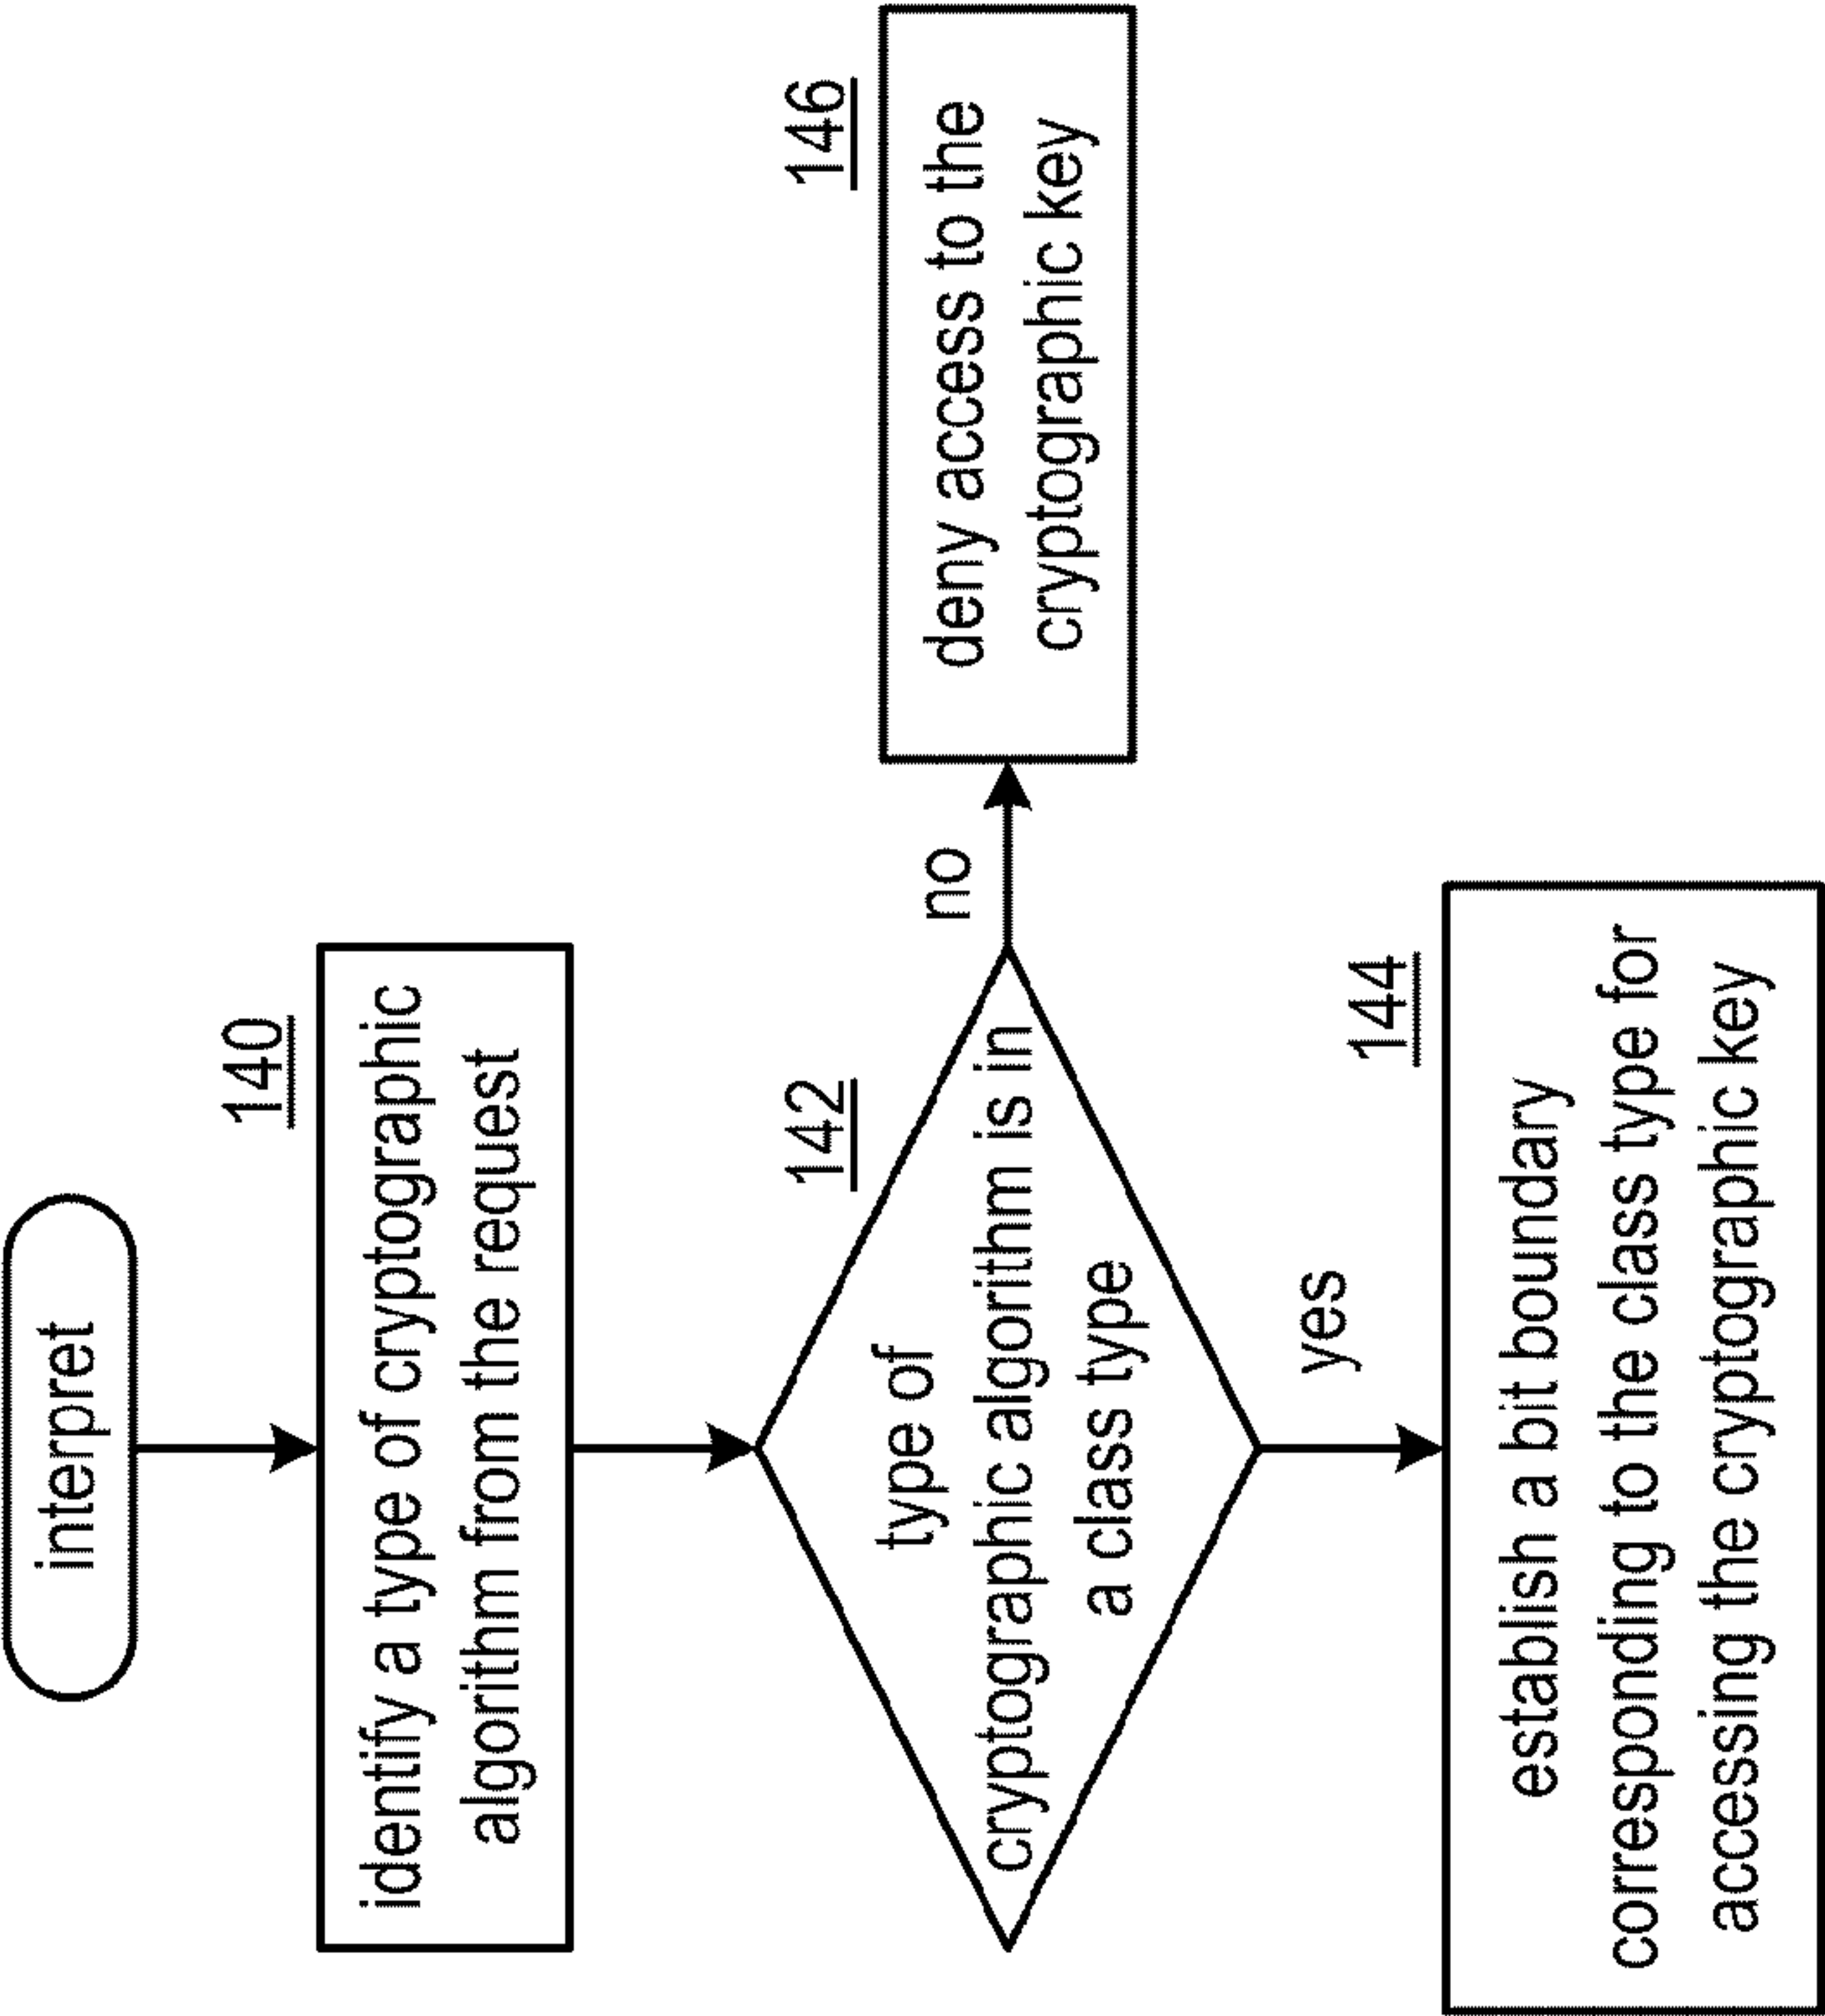 interpret
140
identify a type of cryptographic
algorithm from the request
142
type of
cryptographic algorithm is in
a class type
no
146
deny access to the
cryptographic key
yes
144
establish a bit boundary
corresponding to the class type for
accessing the cryptographic key